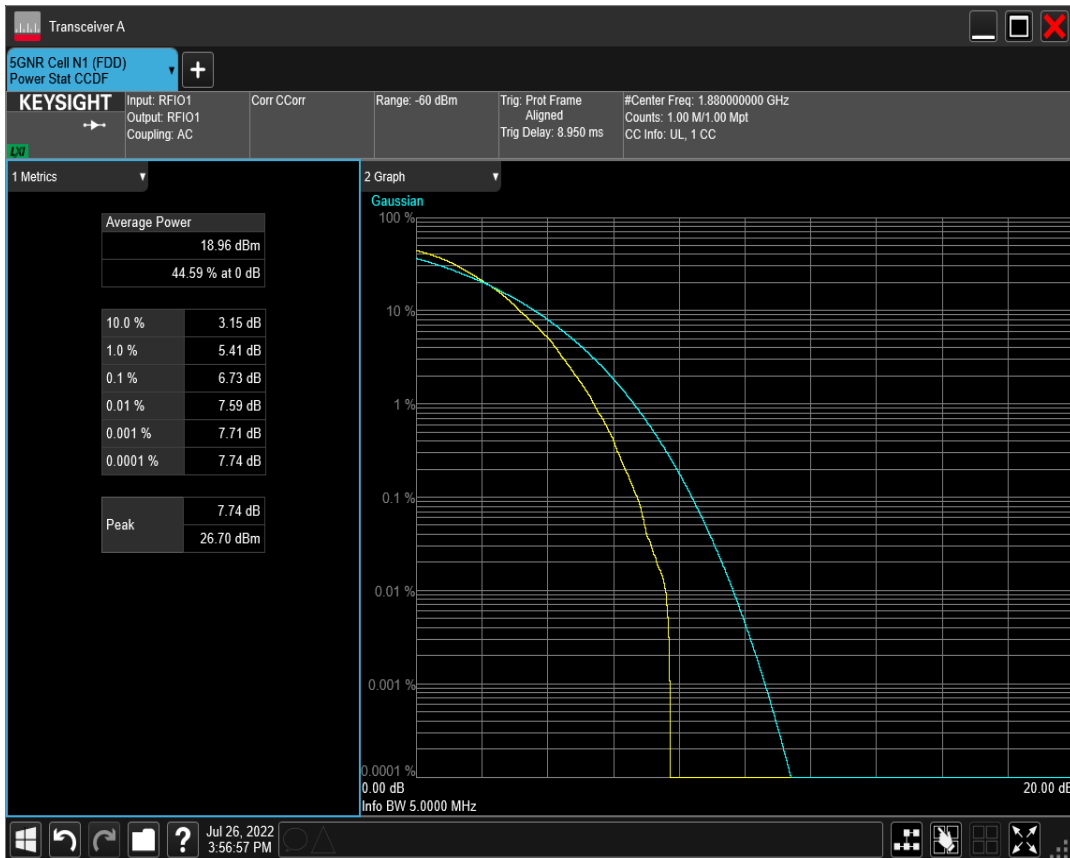 Transceiver A
5GNR Cell N1 (FDD)
Power Stat CCDF
+
KEYSIGHT
LXI
Input: RFIO1
Output: RFIO1
Coupling: AC
Corr CCorr
Range: -60 dBm
Trig: Prot Frame
Aligned
Trig Delay: 8.950 ms
#Center Freq: 1.880000000 GHz
Counts: 1.00 M/1.00 Mpt
CC Info: UL, 1 CC
1 Metrics
Average Power
18.96 dBm
44.59 % at 0 dB
10.0 % 3.15 dB
1.0 % 5.41 dB
0.1 % 6.73 dB
0.01 % 7.59 dB
0.001 % 7.71 dB
0.0001 % 7.74 dB
Peak
7.74 dB
26.70 dBm
2 Graph
Gaussian
100 %
10 %
1 %
0.1 %
0.01 %
0.001 %
0.0001 %
0.00 dB 20.00 dB
Info BW 5.0000 MHz
?
Jul 26, 2022
3:56:57 PM